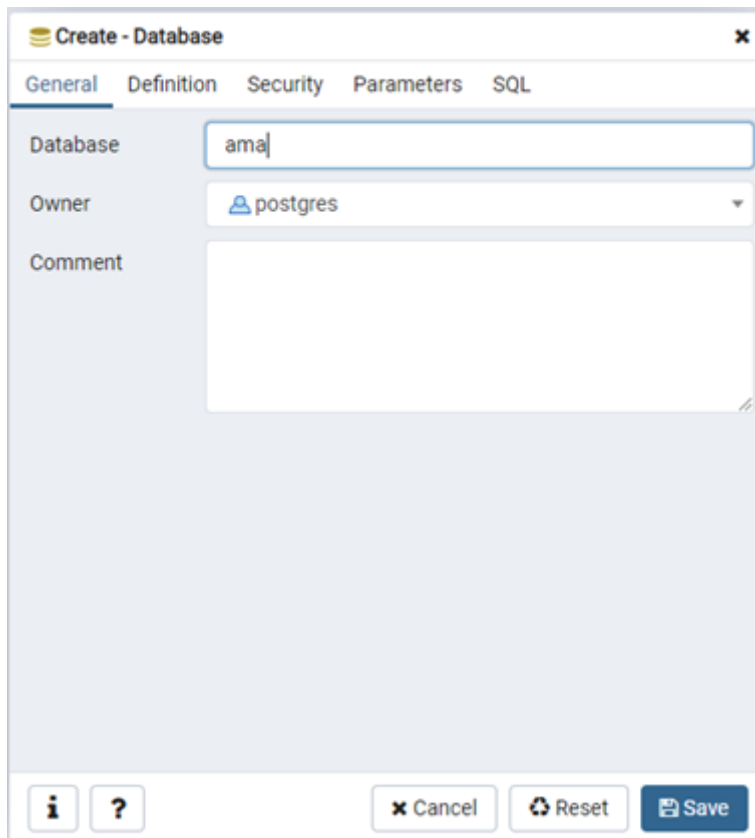 Create - Database
General Definition Security Parameters SQL
Database ama
Owner postgres
Comment
i ? Cancel Reset Save